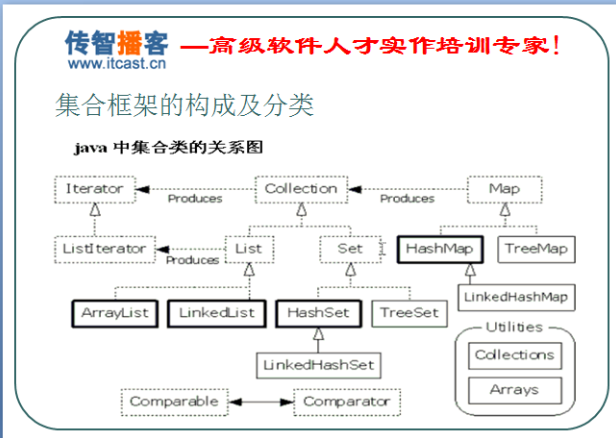 传智播客 —高级软件人才实作培训专家!
www.itcast.cn
集合框架的构成及分类
java 中集合类的关系图
Iterator Produces Collection Produces Map
ListIterator Produces List Set HashMap TreeMap
ArrayList LinkedList HashSet TreeSet LinkedHashMap
LinkedHashSet
Utilities
Collections
Arrays
Comparable Comparator